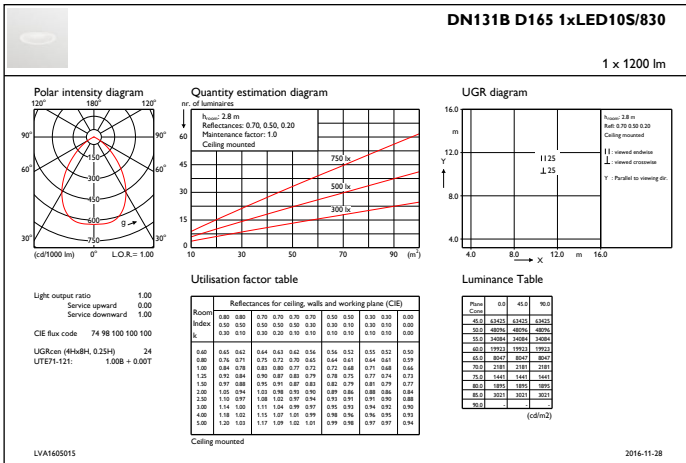 DN131B D165 1xLED10S/830
1 x 1200 lm
Polar intensity diagram
120° 180° 120°
90° 90°
60° 60°
30° 30°
150
300
450
600
750
g
(cd/1000 lm) 0° L.O.R.= 1.00
Quantity estimation diagram
nr. of luminaires
hroom: 2.8 m
Reflectances: 0.70, 0.50, 0.20
Maintenance factor: 1.0
Ceiling mounted
60
45
30
15
0
750 lx
500 lx
300 lx
10 30 50 70 90 (m²)
UGR diagram
16.0
m
12.0
Y
8.0
4.0
II 25
⊥ 25
4.0 8.0 12.0 m 16.0
X
hroom: 2.8 m
Refl: 0.70 0.50 0.20
Ceiling mounted
II : viewed endwise
⊥ : viewed crosswise
Y : Parallel to viewing dir.
Light output ratio 1.00
Service upward 0.00
Service downward 1.00
CIE flux code 74 98 100 100 100
UGRcen (4Hx8H, 0.25H) 24
UTE71-121: 1.00B + 0.00T
Utilisation factor table
Room Index k
Reflectances for ceiling, walls and working plane (CIE)
0.80 0.80 0.70 0.70 0.70 0.70 0.50 0.50 0.30 0.30 0.00
0.50 0.50 0.50 0.50 0.50 0.30 0.30 0.10 0.30 0.10 0.00
0.30 0.10 0.30 0.20 0.10 0.10 0.10 0.10 0.10 0.10 0.00
0.60 0.65 0.62 0.64 0.63 0.62 0.56 0.56 0.52 0.55 0.52 0.50
0.80 0.76 0.71 0.75 0.72 0.70 0.65 0.64 0.61 0.64 0.61 0.59
1.00 0.84 0.78 0.83 0.80 0.77 0.72 0.72 0.68 0.71 0.68 0.66
1.25 0.92 0.84 0.90 0.87 0.83 0.79 0.78 0.75 0.77 0.74 0.73
1.50 0.97 0.88 0.95 0.91 0.87 0.83 0.82 0.79 0.81 0.79 0.77
2.00 1.05 0.94 1.03 0.98 0.93 0.90 0.89 0.86 0.88 0.86 0.84
2.50 1.10 0.97 1.08 1.02 0.97 0.94 0.93 0.91 0.91 0.90 0.88
3.00 1.14 1.00 1.11 1.04 0.99 0.97 0.95 0.93 0.94 0.92 0.90
4.00 1.18 1.02 1.15 1.07 1.01 0.99 0.98 0.96 0.96 0.95 0.93
5.00 1.20 1.03 1.17 1.09 1.02 1.01 0.99 0.98 0.97 0.97 0.94
Ceiling mounted
Luminance Table
Plane Cone 0.0 45.0 90.0
45.0 63425 63425 63425
50.0 48096 48096 48096
55.0 34084 34084 34084
60.0 19923 19923 19923
65.0 8047 8047 8047
70.0 2181 2181 2181
75.0 1441 1441 1441
80.0 1895 1895 1895
85.0 3021 3021 3021
90.0 - - -
(cd/m2)
LVA1605015
2016-11-28